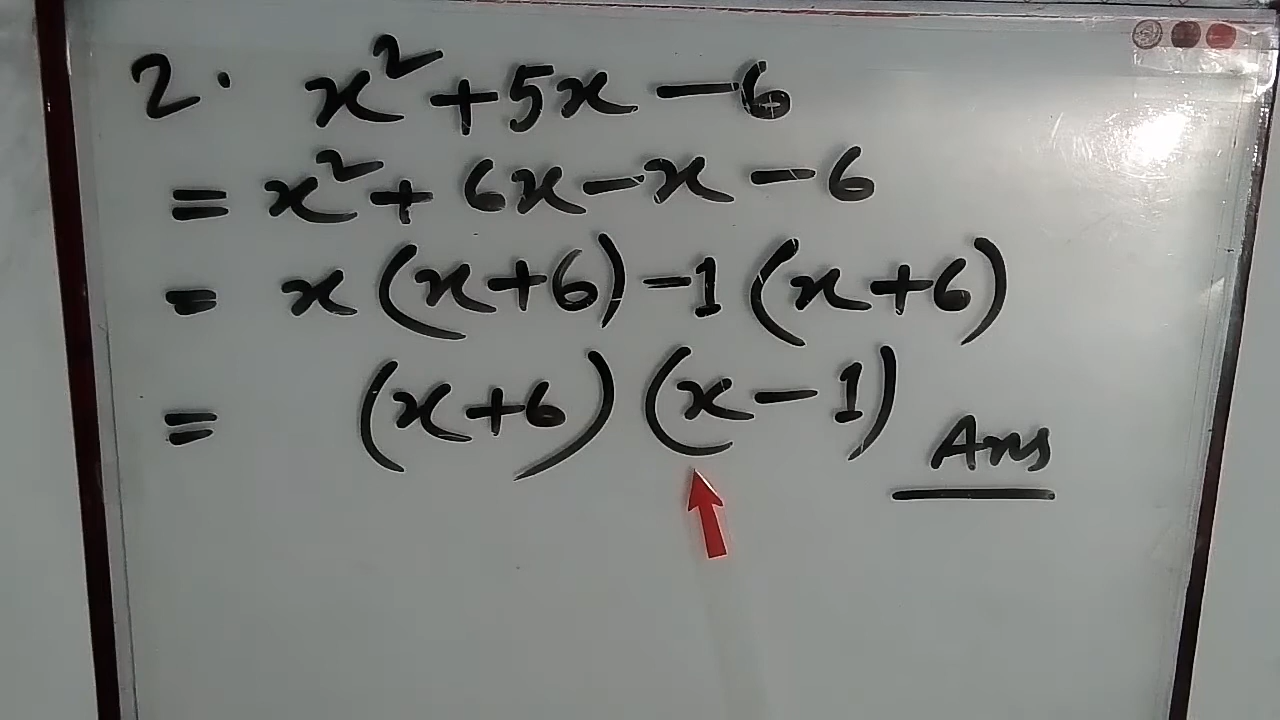 2. x² + 5x - 6
= x² + 6x - x - 6
= x (x+6) - 1 (x+6)
= (x+6) (x-1) Ans